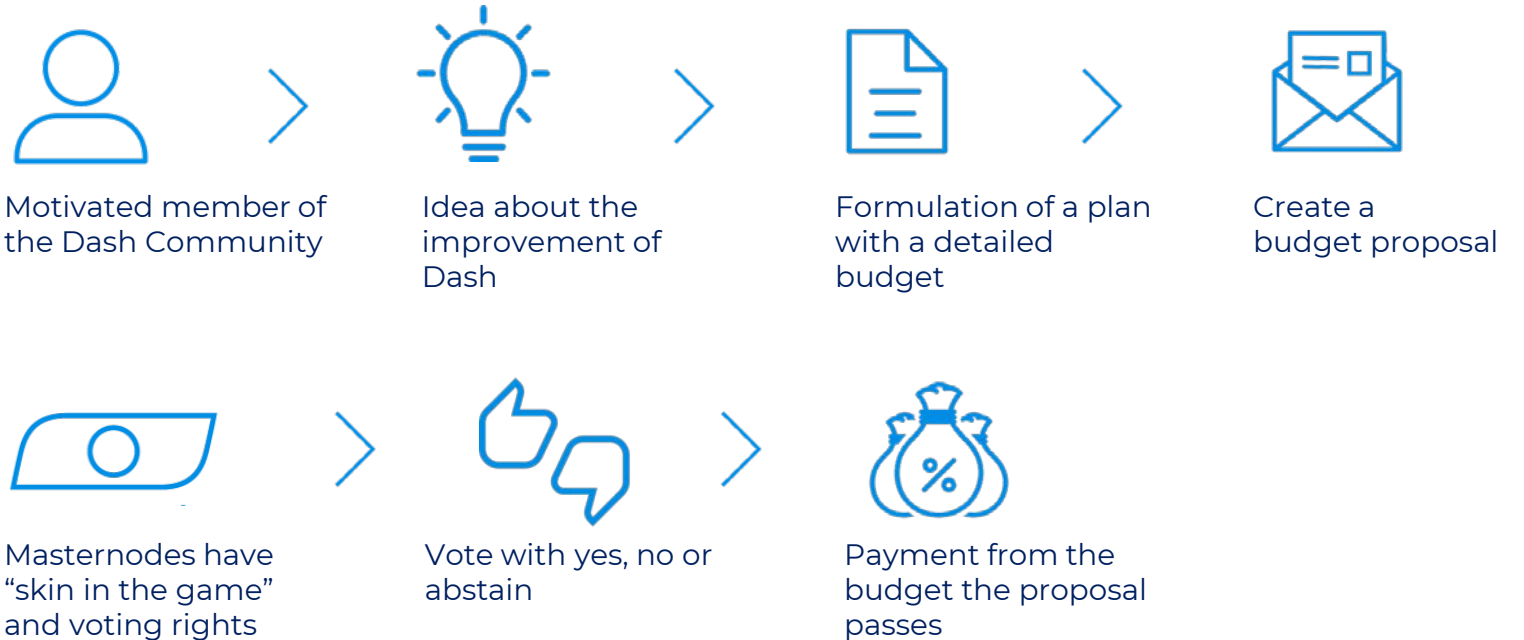 Motivated member of
the Dash Community
Idea about the
improvement of
Dash
Formulation of a plan
with a detailed
budget
Create a
budget proposal
Masternodes have
“skin in the game”
and voting rights
Vote with yes, no or
abstain
%
Payment from the
budget the proposal
passes